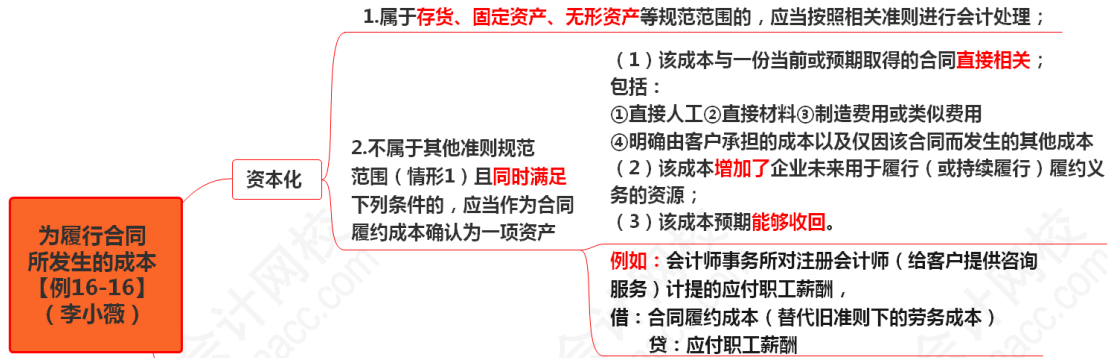 1.属于存货、固定资产、无形资产等规范范围的，应当按照相关准则进行会计处理；
（1）该成本与一份当前或预期取得的合同直接相关；
包括：
①直接人工②直接材料③制造费用或类似费用
④明确由客户承担的成本以及仅因该合同而发生的其他成本
（2）该成本增加了企业未来用于履行（或持续履行）履约义
务的资源；
（3）该成本预期能够收回。
2.不属于其他准则规范
范围（情形1）且同时满足
下列条件的，应当作为合同
履约成本确认为一项资产
资本化
为履行合同
所发生的成本
【例16-16】
（李小薇）
例如：会计师事务所对注册会计师（给客户提供咨询
服务）计提的应付职工薪酬，
借：合同履约成本（替代旧准则下的劳务成本）
贷：应付职工薪酬
会计网校
acc.com
会计网校
acc.com